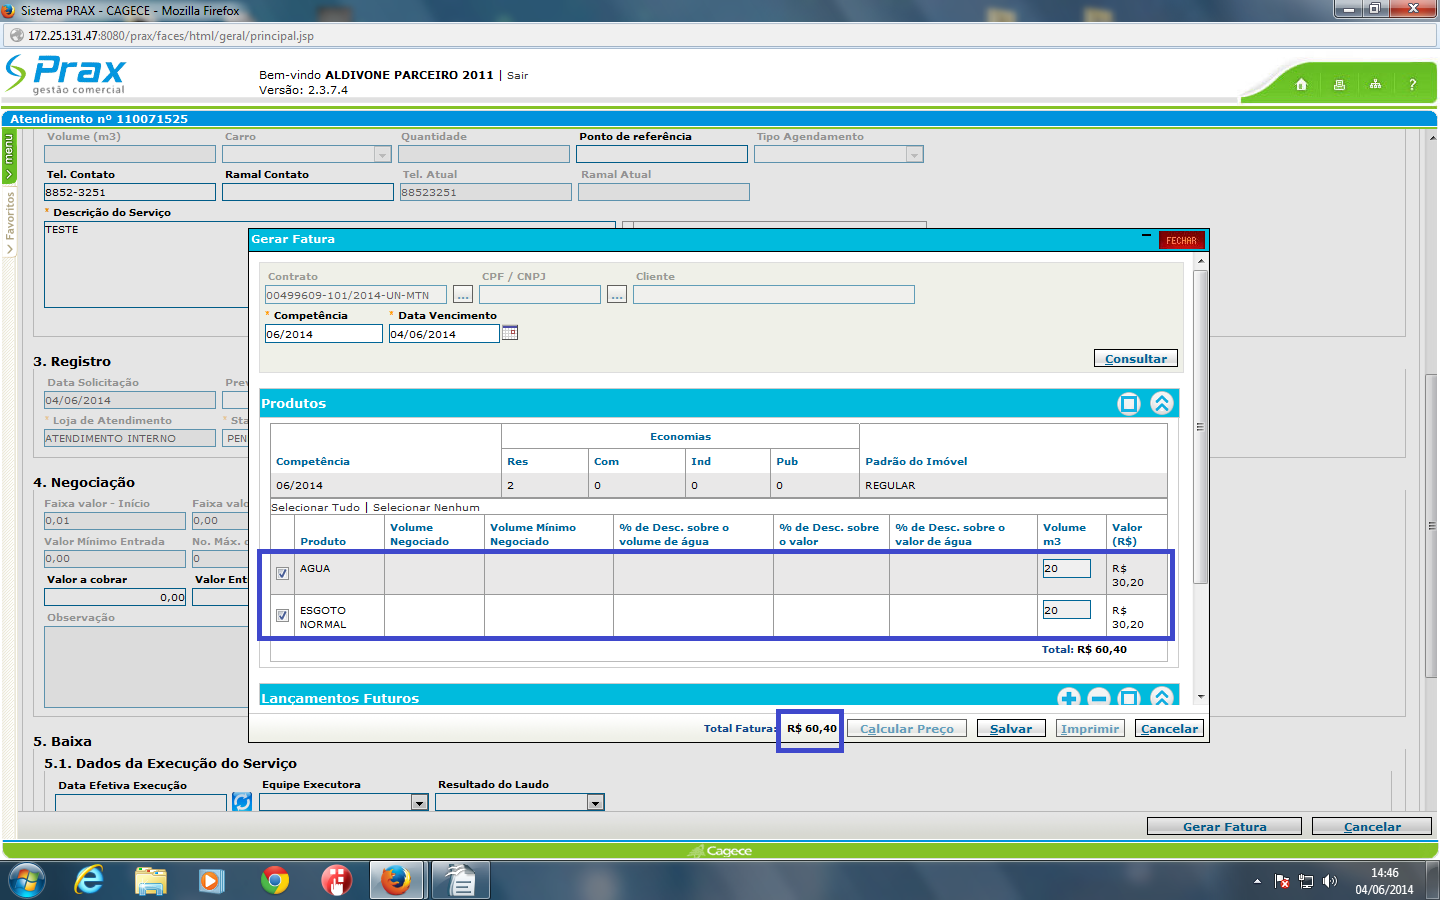 Sistema PRAX - CAGECE - Mozilla Firefox
172.25.131.47:8080/prax/faces/html/geral/principal.jsp
Prax
gestão comercial
Bem-vindo ALDIVONE PARCEIRO 2011 | Sair
Versão: 2.3.7.4
?
Atendimento nº 110071525
menu
Favoritos
Volume (m3) Carro Quantidade Ponto de referência Tipo Agendamento
Tel. Contato Ramal Contato Tel. Atual Ramal Atual
8852-3251 88523251
* Descrição do Serviço
TESTE
Gerar Fatura
FECHAR
Contrato CPF / CNPJ Cliente
00499609-101/2014-UN-MTN ... ...
* Competência * Data Vencimento
06/2014 04/06/2014
Consultar
3. Registro
Data Solicitação Prev
04/06/2014
* Loja de Atendimento * Sta
ATENDIMENTO INTERNO PEN
Produtos
Economias
Competência Res Com Ind Pub Padrão do Imóvel
06/2014 2 0 0 0 REGULAR
Selecionar Tudo | Selecionar Nenhum
Produto Volume Negociado Volume Mínimo Negociado % de Desc. sobre o volume de água % de Desc. sobre o valor % de Desc. sobre o valor de água Volume m3 Valor (R$)
AGUA 20 R$ 30,20
ESGOTO NORMAL 20 R$ 30,20
Total: R$ 60,40
4. Negociação
Faixa valor - Início Faixa valo
0,01 0,00
Valor Mínimo Entrada No. Máx. d
0,00 0
Valor a cobrar Valor Ent
0,00
Observação
Lançamentos Futuros
Total Fatura: R$ 60,40 Calcular Preço Salvar Imprimir Cancelar
5. Baixa
5.1. Dados da Execução do Serviço
Data Efetiva Execução Equipe Executora Resultado do Laudo
Gerar Fatura Cancelar
Cagece
14:46
04/06/2014